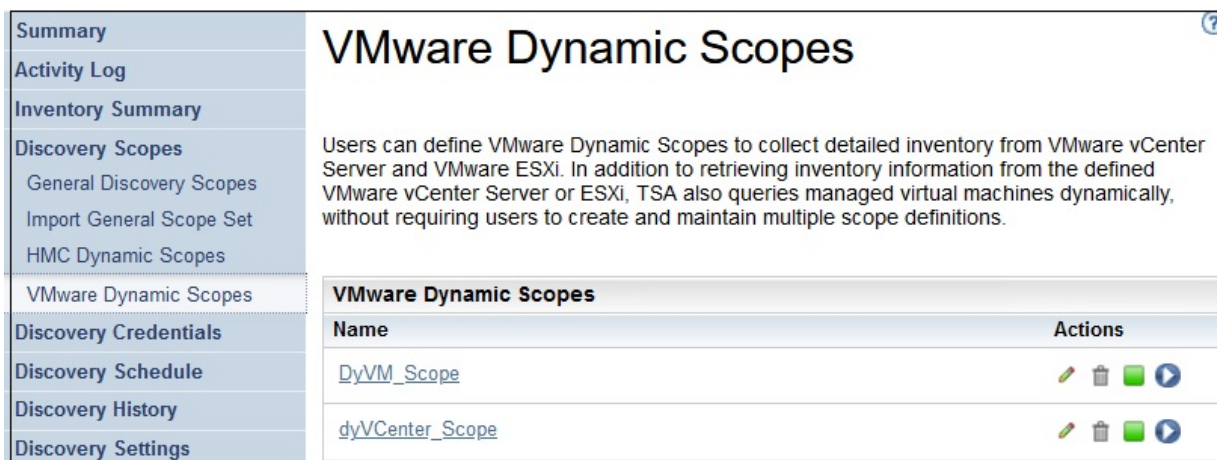 Summary
Activity Log
Inventory Summary
Discovery Scopes
General Discovery Scopes
Import General Scope Set
HMC Dynamic Scopes
VMware Dynamic Scopes
Discovery Credentials
Discovery Schedule
Discovery History
Discovery Settings
VMware Dynamic Scopes
?
Users can define VMware Dynamic Scopes to collect detailed inventory from VMware vCenter
Server and VMware ESXi. In addition to retrieving inventory information from the defined
VMware vCenter Server or ESXi, TSA also queries managed virtual machines dynamically,
without requiring users to create and maintain multiple scope definitions.
VMware Dynamic Scopes
Name Actions
DyVM_Scope
dyVCenter_Scope